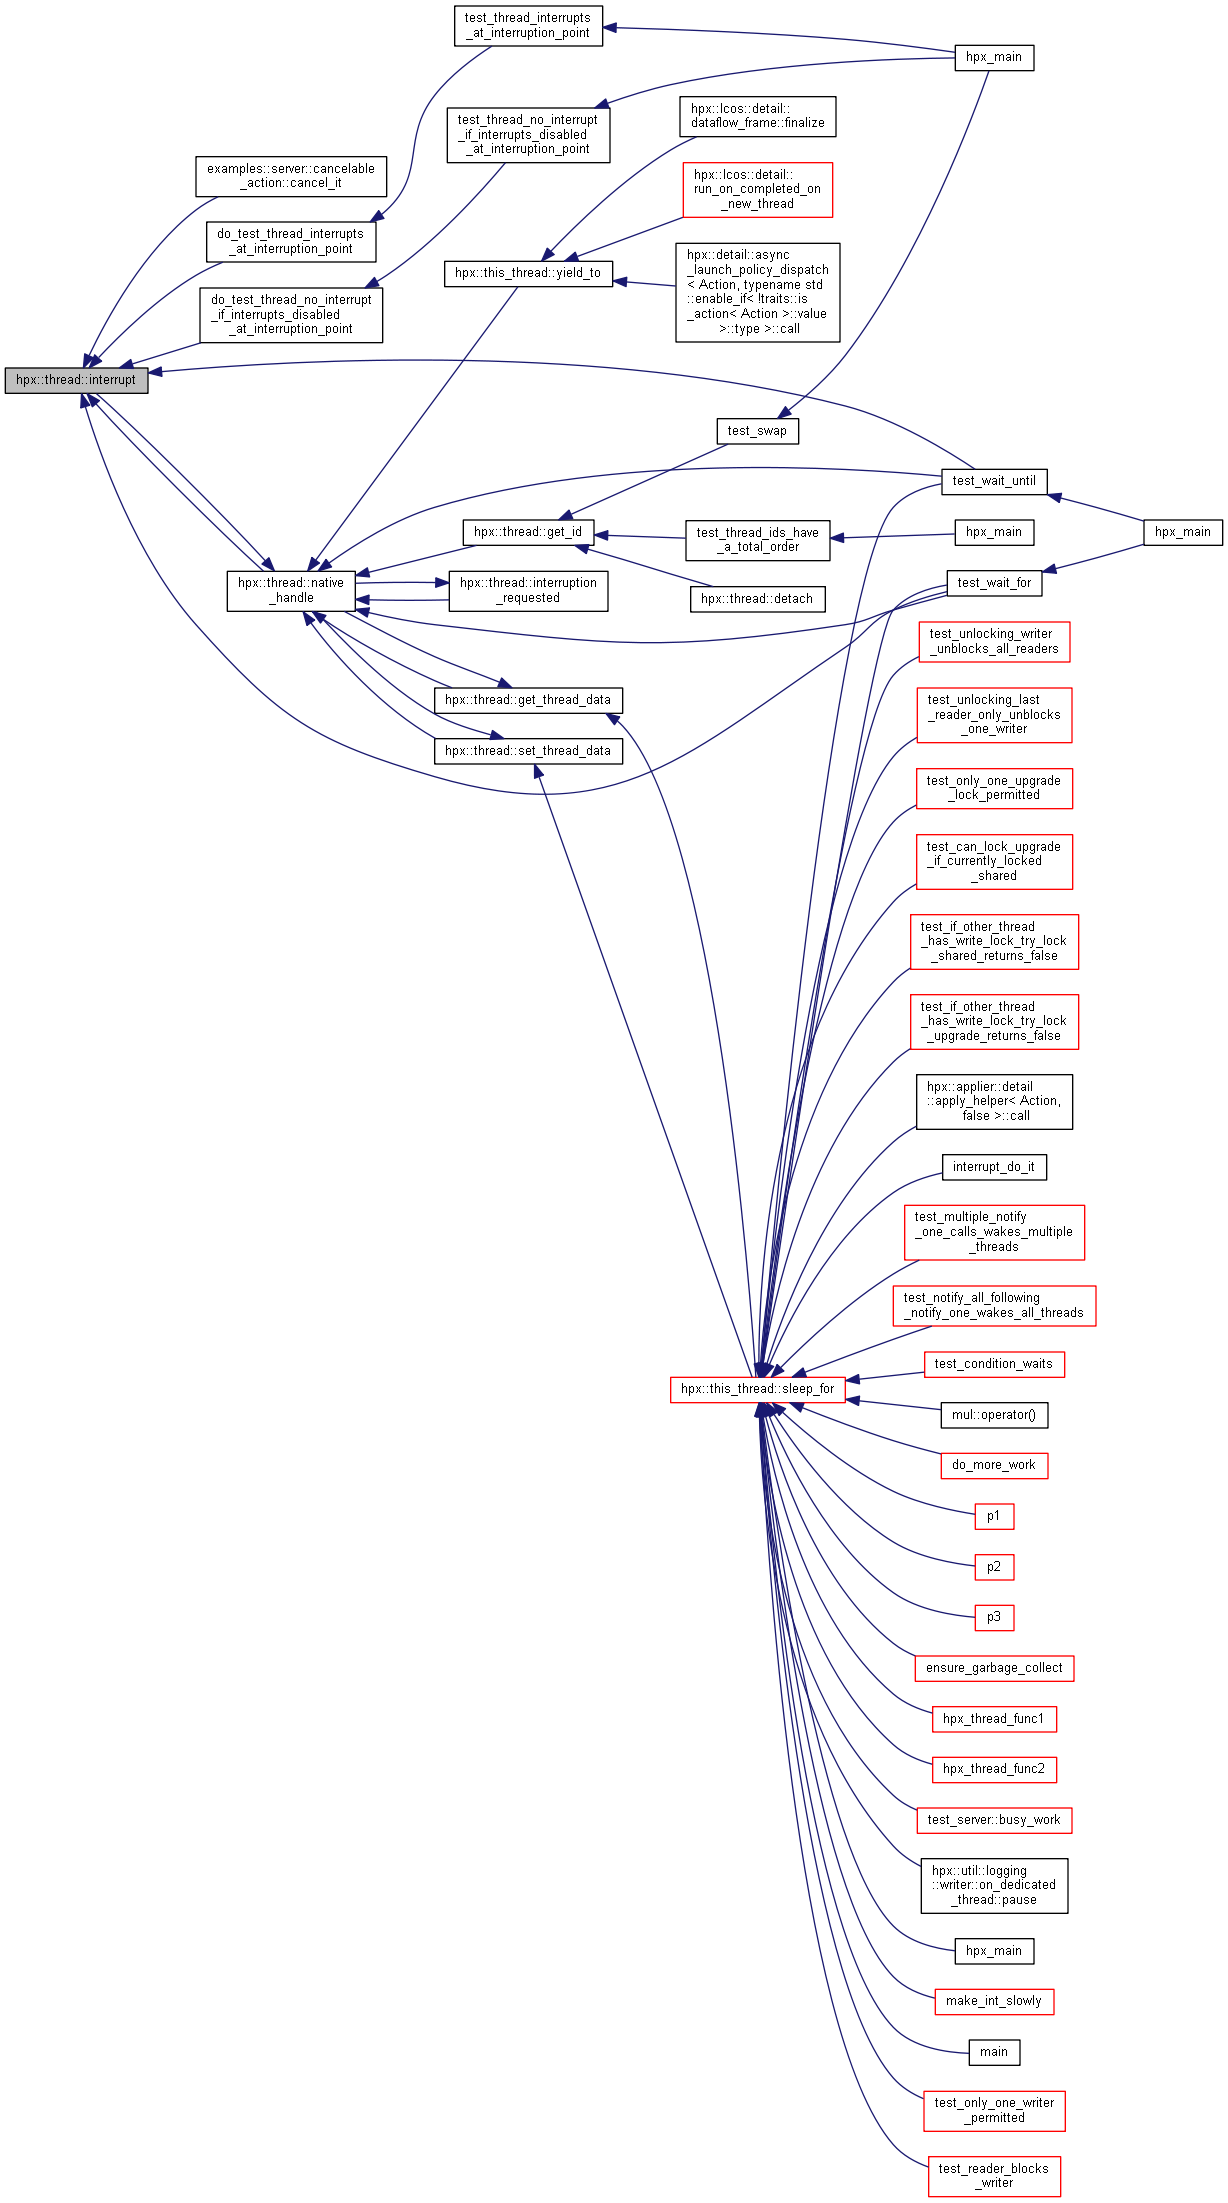 test_thread_interrupts
_at_interruption_point
hpx_main
hpx::lcos::detail::
dataflow_frame::finalize
test_thread_no_interrupt
_if_interrupts_disabled
_at_interruption_point
examples::server::cancelable
_action::cancel_it
hpx::lcos::detail::
run_on_completed_on
_new_thread
do_test_thread_interrupts
_at_interruption_point
hpx::this_thread::yield_to
hpx::detail::async
_launch_policy_dispatch
< Action, typename std
::enable_if< !traits::is
_action< Action >::value
>::type >::call
do_test_thread_no_interrupt
_if_interrupts_disabled
_at_interruption_point
hpx::thread::interrupt
test_swap
test_wait_until
hpx::thread::get_id
test_thread_ids_have
_a_total_order
hpx_main
hpx_main
hpx::thread::native
_handle
hpx::thread::interruption
_requested
hpx::thread::detach
test_wait_for
test_unlocking_writer
_unblocks_all_readers
hpx::thread::get_thread_data
test_unlocking_last
_reader_only_unblocks
_one_writer
hpx::thread::set_thread_data
test_only_one_upgrade
_lock_permitted
test_can_lock_upgrade
_if_currently_locked
_shared
test_if_other_thread
_has_write_lock_try_lock
_shared_returns_false
test_if_other_thread
_has_write_lock_try_lock
_upgrade_returns_false
hpx::applier::detail
::apply_helper< Action,
false >::call
interrupt_do_it
test_multiple_notify
_one_calls_wakes_multiple
_threads
test_notify_all_following
_notify_one_wakes_all_threads
test_condition_waits
hpx::this_thread::sleep_for
mul::operator()
do_more_work
p1
p2
p3
ensure_garbage_collect
hpx_thread_func1
hpx_thread_func2
test_server::busy_work
hpx::util::logging
::writer::on_dedicated
_thread::pause
hpx_main
make_int_slowly
main
test_only_one_writer
_permitted
test_reader_blocks
_writer